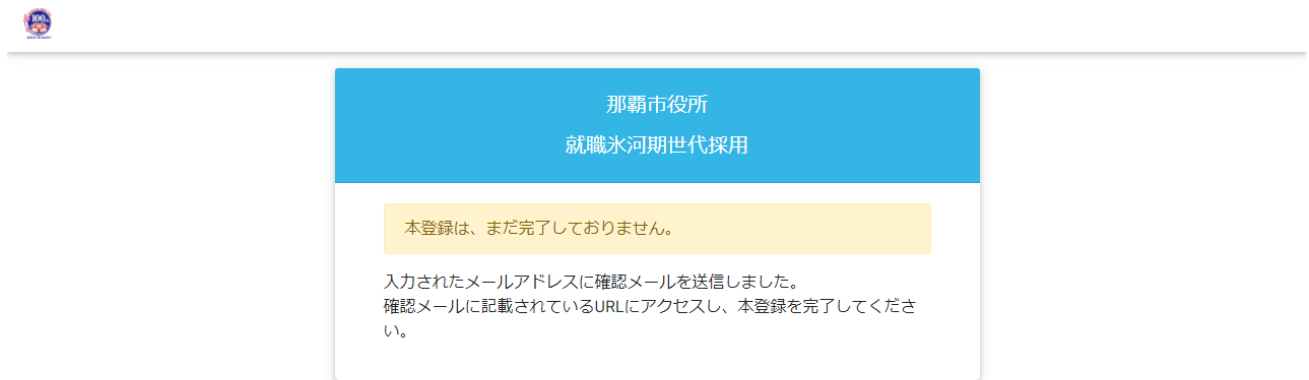 100th
那覇市役所
就職氷河期世代採用
本登録は、まだ完了しておりません。
入力されたメールアドレスに確認メールを送信しました。
確認メールに記載されているURLにアクセスし、本登録を完了してくださ
い。